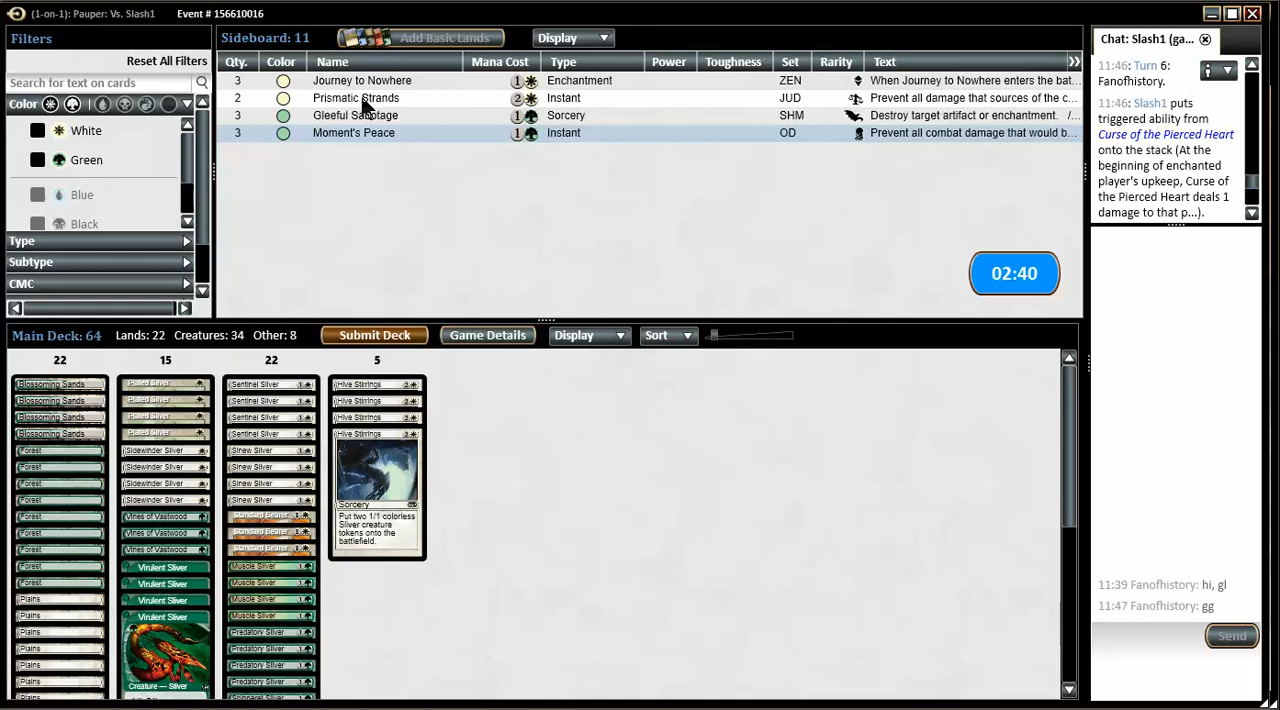 (1-on-1): Pauper: Vs. Slash1 Event # 156610016
Filters
Reset All Filters
Search for text on cards
Color
White
Green
Blue
Black
Type
Subtype
CMC
Sideboard: 11 Add Basic Lands Display
Qty. Color Name Mana Cost Type Power Toughness Set Rarity Text
3 Journey to Nowhere 1 Enchantment ZEN When Journey to Nowhere enters the bat...
2 Prismatic Strands 2 Instant JUD Prevent all damage that sources of the c...
3 Gleeful Sabotage 1 Sorcery SHM Destroy target artifact or enchantment. /...
3 Moment's Peace 1 Instant OD Prevent all combat damage that would b...
02:40
Main Deck: 64 Lands: 22 Creatures: 34 Other: 8 Submit Deck Game Details Display Sort
22
Blossoming Sands
Blossoming Sands
Blossoming Sands
Blossoming Sands
Forest
Forest
Forest
Forest
Forest
Forest
Forest
Forest
Forest
Plains
Plains
Plains
Plains
Plains
Plains
15
Plated Sliver
Plated Sliver
Plated Sliver
Plated Sliver
Sidewinder Sliver
Sidewinder Sliver
Sidewinder Sliver
Sidewinder Sliver
Vines of Vastwood
Vines of Vastwood
Vines of Vastwood
Virulent Sliver
Virulent Sliver
Virulent Sliver
Virulent Sliver
Creature — Sliver
22
Sentinel Sliver
Sentinel Sliver
Sentinel Sliver
Sentinel Sliver
Sinew Sliver
Sinew Sliver
Sinew Sliver
Sinew Sliver
Standard Bearer
Standard Bearer
Standard Bearer
Muscle Sliver
Muscle Sliver
Muscle Sliver
Muscle Sliver
Predatory Sliver
Predatory Sliver
Predatory Sliver
Predatory Sliver
Spinneret Sliver
5
Hive Stirrings
Hive Stirrings
Hive Stirrings
Hive Stirrings
Sorcery
Put two 1/1 colorless
Sliver creature
tokens onto the
battlefield.
Chat: Slash1 (ga...
11:46: Turn 6:
Fanofhistory.
11:46: Slash1 puts
triggered ability from
Curse of the Pierced Heart
onto the stack (At the
beginning of enchanted
player's upkeep, Curse of
the Pierced Heart deals 1
damage to that p...).
11:39 Fanofhistory: hi, gl
11:47 Fanofhistory: gg
Send